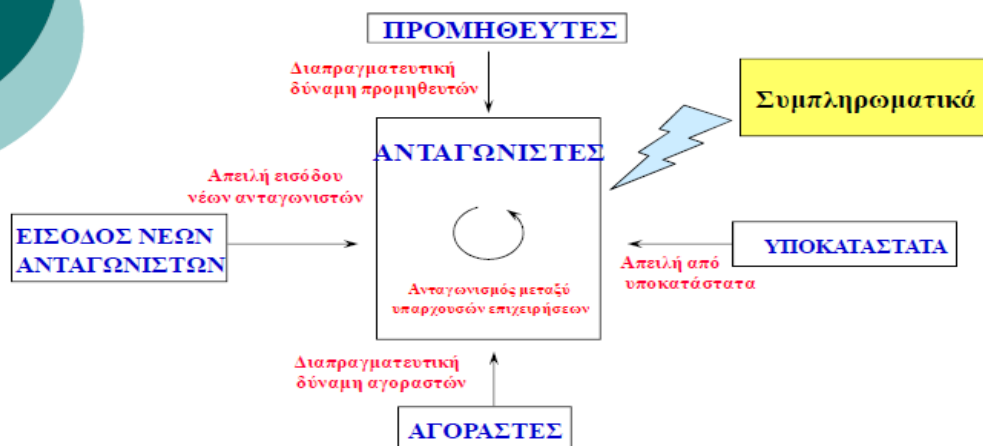 ΠΡΟΜΗΘΕΥΤΕΣ
Διαπραγματευτική
δύναμη προμηθευτών
Συμπληρωματικά
ΑΝΤΑΓΩΝΙΣΤΕΣ
Απειλή εισόδου
νέων ανταγωνιστών
ΕΙΣΟΔΟΣ ΝΕΩΝ
ΑΝΤΑΓΩΝΙΣΤΩΝ
ΥΠΟΚΑΤΑΣΤΑΤΑ
Απειλή από
υποκατάστατα
Ανταγωνισμός μεταξύ
υπαρχουσών επιχειρήσεων
Διαπραγματευτική
δύναμη αγοραστών
ΑΓΟΡΑΣΤΕΣ